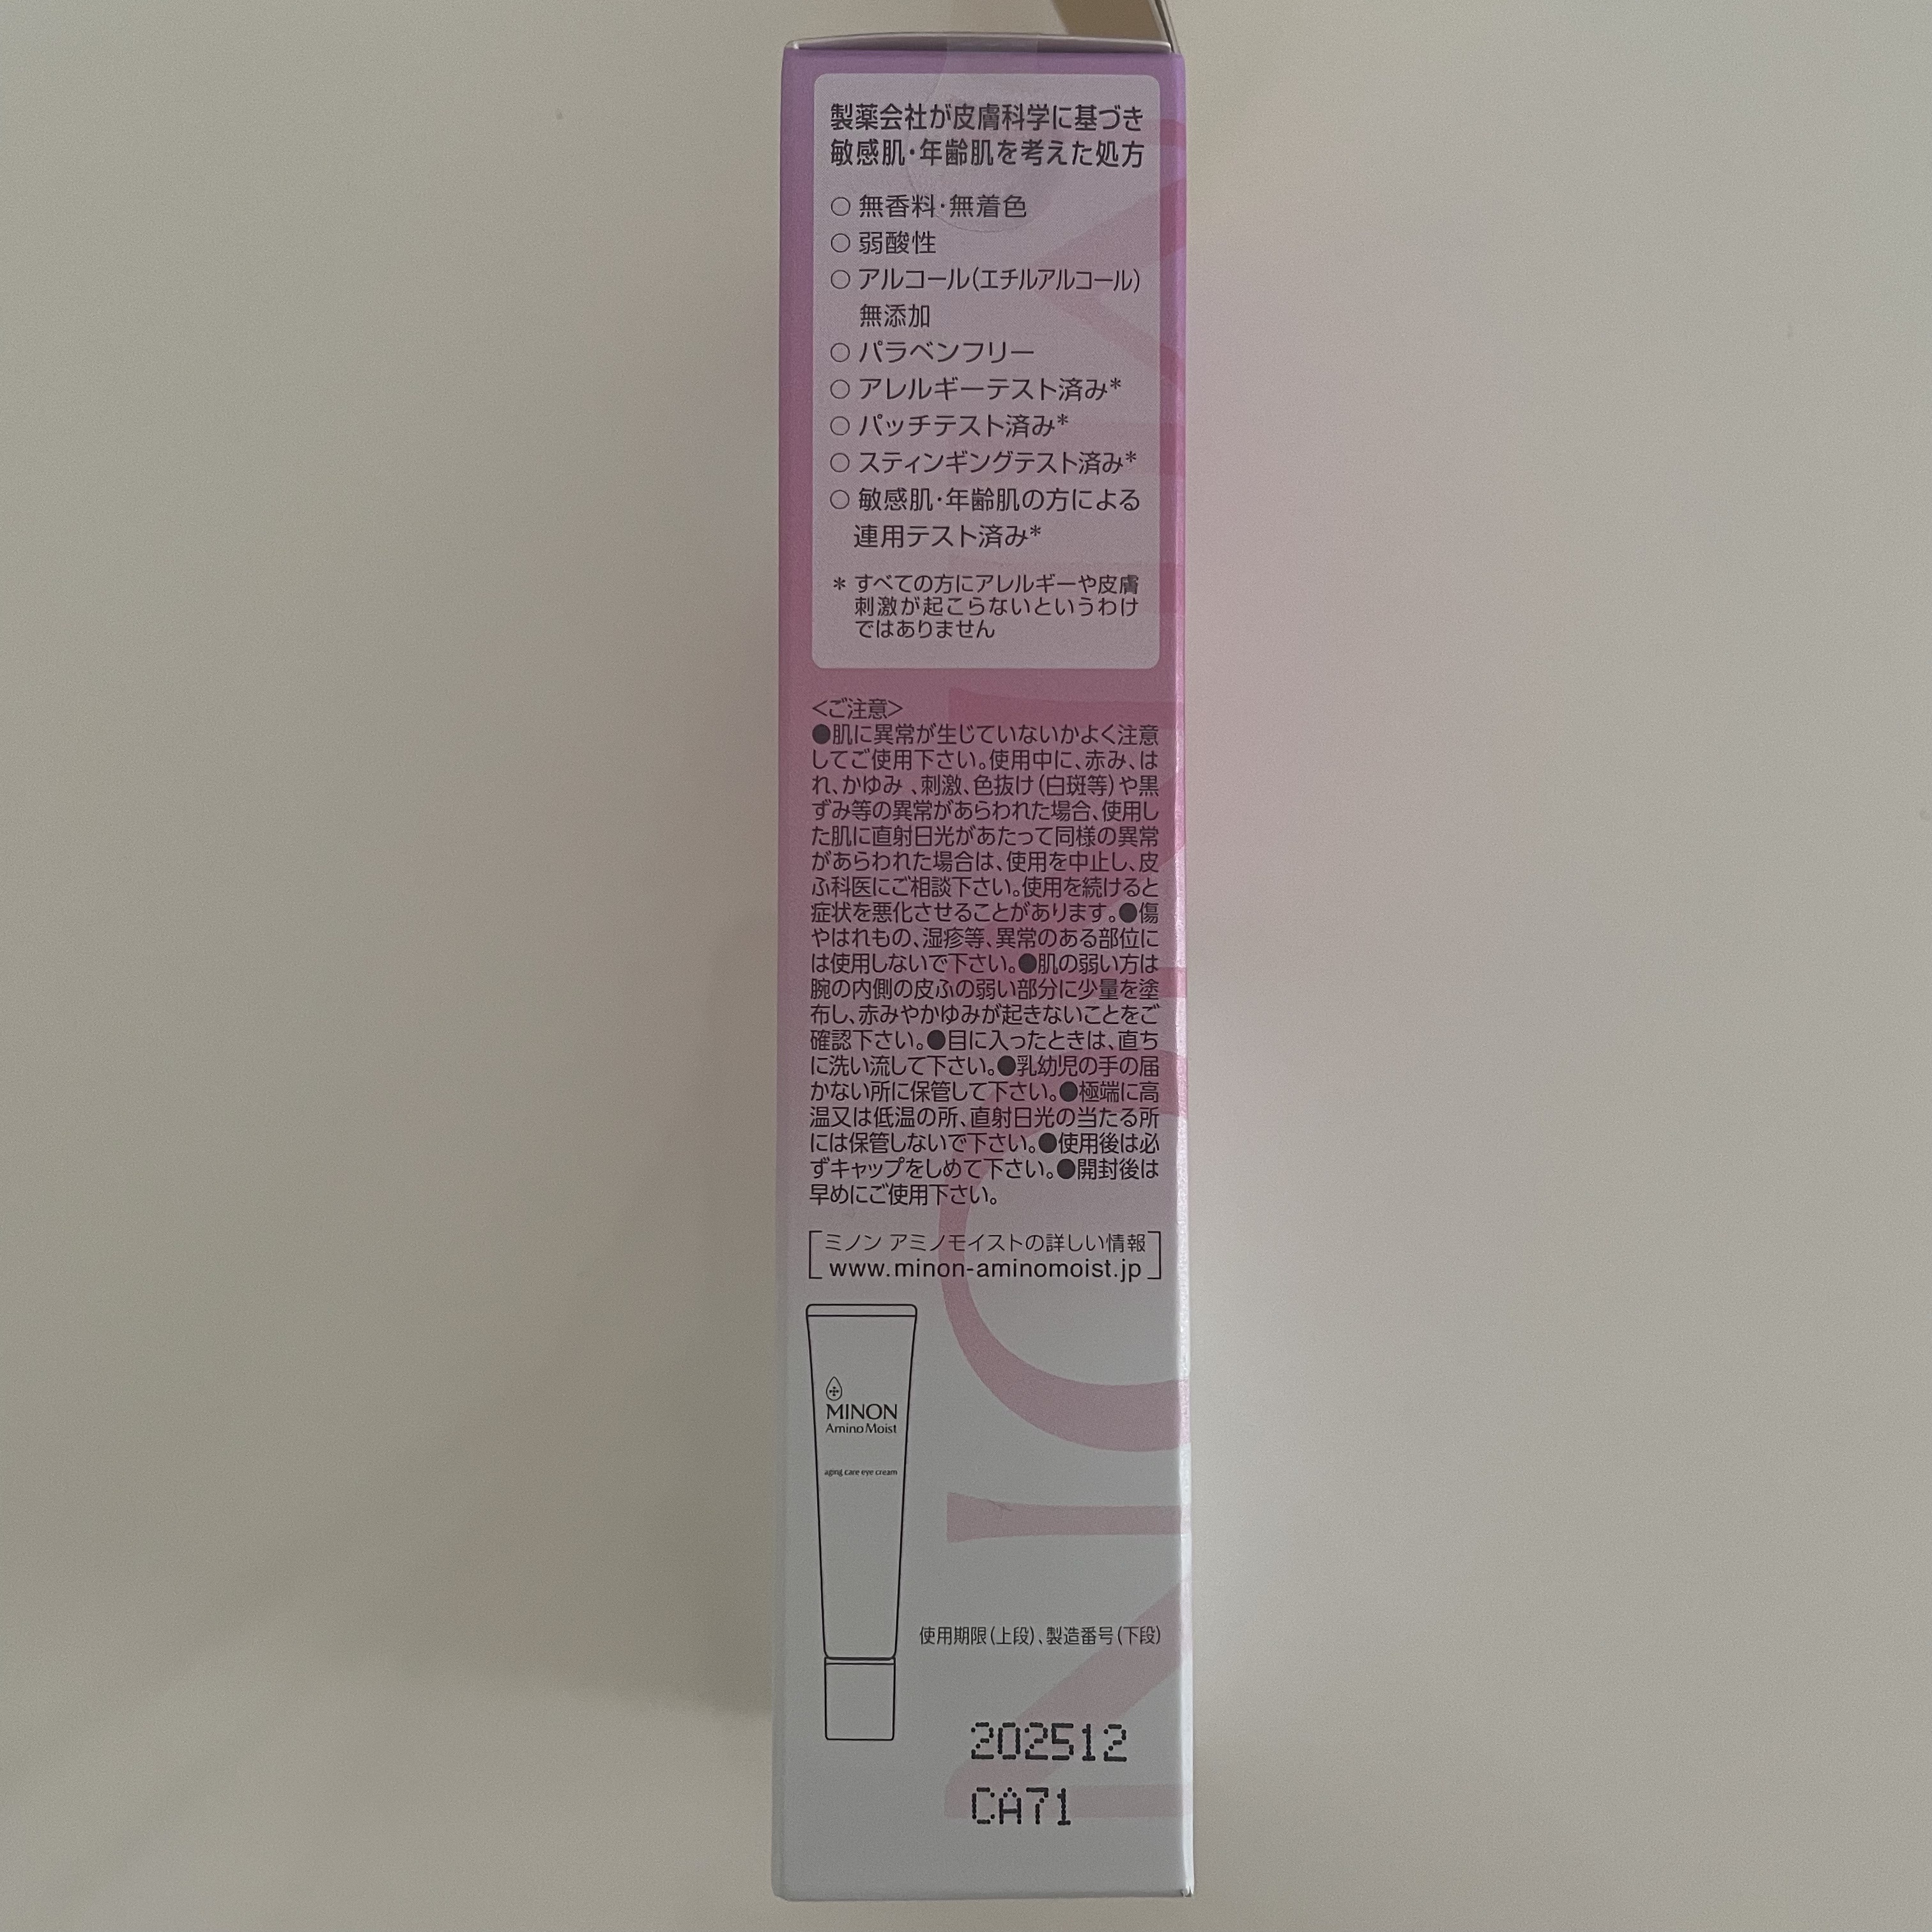 製薬会社が皮膚科学に基づき
敏感肌・年齢肌を考えた処方
○ 無香料・無着色
○ 弱酸性
○ アルコール(エチルアルコール)
無添加
○ パラベンフリー
○ アレルギーテスト済み*
○ パッチテスト済み*
○ スティンギングテスト済み*
○ 敏感肌・年齢肌の方による
連用テスト済み*
* すべての方にアレルギーや皮膚
刺激が起こらないというわけ
ではありません
<ご注意>
●肌に異常が生じていないかよく注意
してご使用下さい。使用中に、赤み、は
れ、かゆみ、刺激、色抜け(白斑等)や黒
ずみ等の異常があらわれた場合、使用し
た肌に直射日光があたって同様の異常
があらわれた場合は、使用を中止し、皮
ふ科医にご相談下さい。使用を続けると
症状を悪化させることがあります。●傷
やはれもの、湿疹等、異常のある部位に
は使用しないで下さい。●肌の弱い方は
腕の内側の皮ふの弱い部分に少量を塗
布し、赤みやかゆみが起きないことをご
確認下さい。●目に入ったときは、直ち
に洗い流して下さい。●乳幼児の手の届
かない所に保管して下さい。●極端に高
温又は低温の所、直射日光の当たる所
には保管しないで下さい。●使用後は必
ずキャップをしめて下さい。●開封後は
早めにご使用下さい。
[ミノン アミノモイストの詳しい情報
www.minon-aminomoist.jp]
MINON
Amino Moist
aging care eye cream
使用期限(上段)、製造番号(下段)
202512
CA71